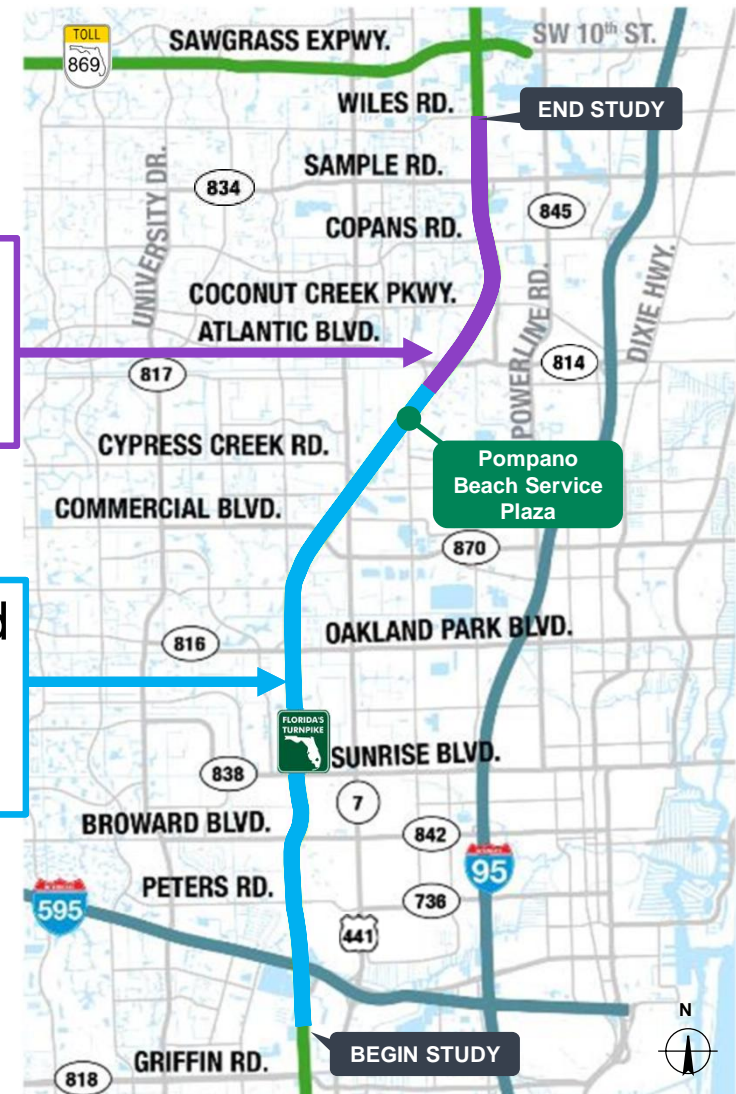 TOLL
869
SAWGRASS EXPWY.
SW 10th ST.
WILES RD.
END STUDY
UNIVERSITY DR.
SAMPLE RD.
834
845
COPANS RD.
DIXIE HWY.
COCONUT CREEK PKWY.
POWERLINE RD.
ATLANTIC BLVD.
817
814
CYPRESS CREEK RD.
Pompano
Beach Service
Plaza
COMMERCIAL BLVD.
870
816
OAKLAND PARK BLVD.
FLORIDA'S
TURNPIKE
SUNRISE BLVD.
838
7
BROWARD BLVD.
842
95
PETERS RD.
736
595
441
N
BEGIN STUDY
GRIFFIN RD.
818